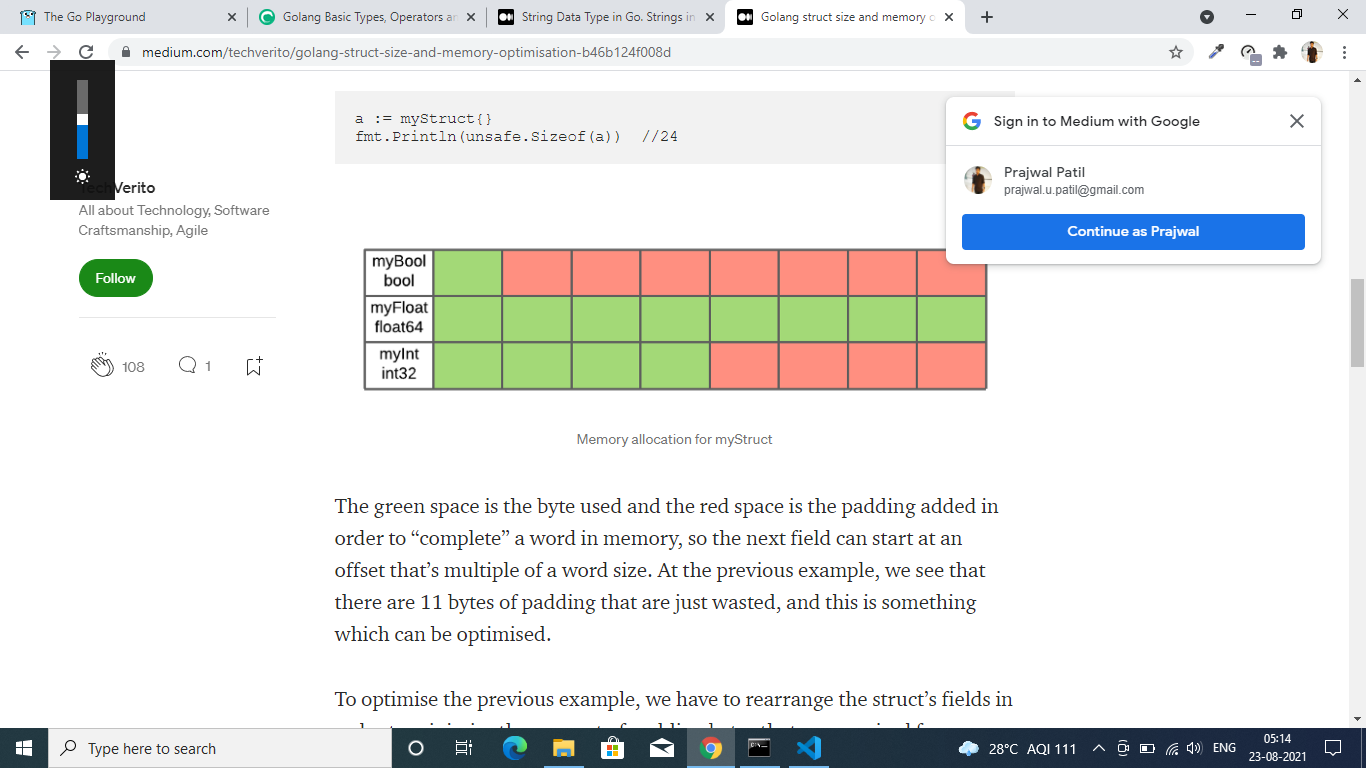 The Go Playground
Golang Basic Types, Operators an
String Data Type in Go. Strings in
Golang struct size and memory o
medium.com/techverito/golang-struct-size-and-memory-optimisation-b46b124f008d
a := myStruct{}
fmt.Println(unsafe.Sizeof(a))  //24
Sign in to Medium with Google
Prajwal Patil
prajwal.u.patil@gmail.com
Continue as Prajwal
TechVerito
All about Technology, Software
Craftsmanship, Agile
Follow
108
1
myBool
bool
myFloat
float64
myInt
int32
Memory allocation for myStruct
The green space is the byte used and the red space is the padding added in
order to “complete” a word in memory, so the next field can start at an
offset that’s multiple of a word size. At the previous example, we see that
there are 11 bytes of padding that are just wasted, and this is something
which can be optimised.
To optimise the previous example, we have to rearrange the struct’s fields in
Type here to search
28°C AQI 111
ENG
05:14
23-08-2021